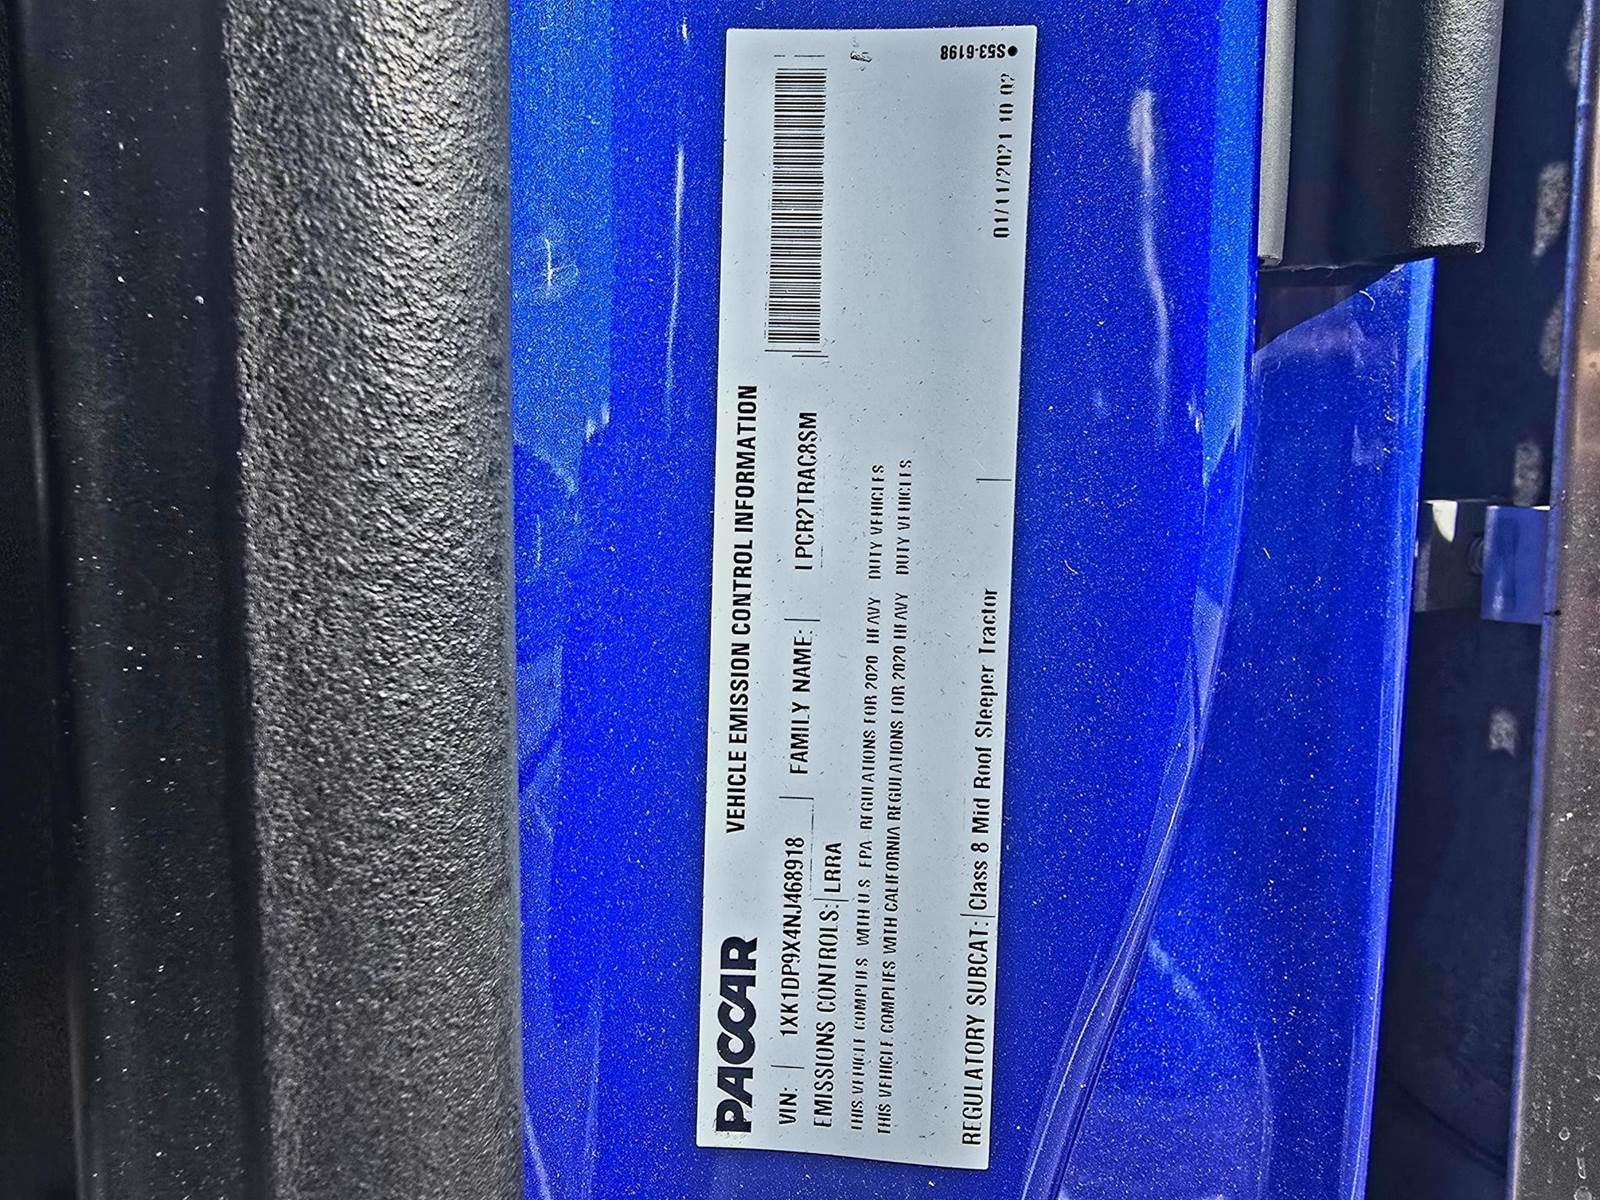 PACCAR VEHICLE EMISSION CONTROL INFORMATION
VIN: 1XK1DP9X4NJ468918 FAMILY NAME: LPCR2TRAC8SM
EMISSIONS CONTROLS: LRRA
THIS VEHICLE COMPLIES WITH U.S. EPA REGULATIONS FOR 2020 HEAVY DUTY VEHICLES
THIS VEHICLE COMPLIES WITH CALIFORNIA REGULATIONS FOR 2020 HEAVY DUTY VEHICLES
REGULATORY SUBCAT: Class 8 Mid Roof Sleeper Tractor
01/11/2021 10 02
S53-6198